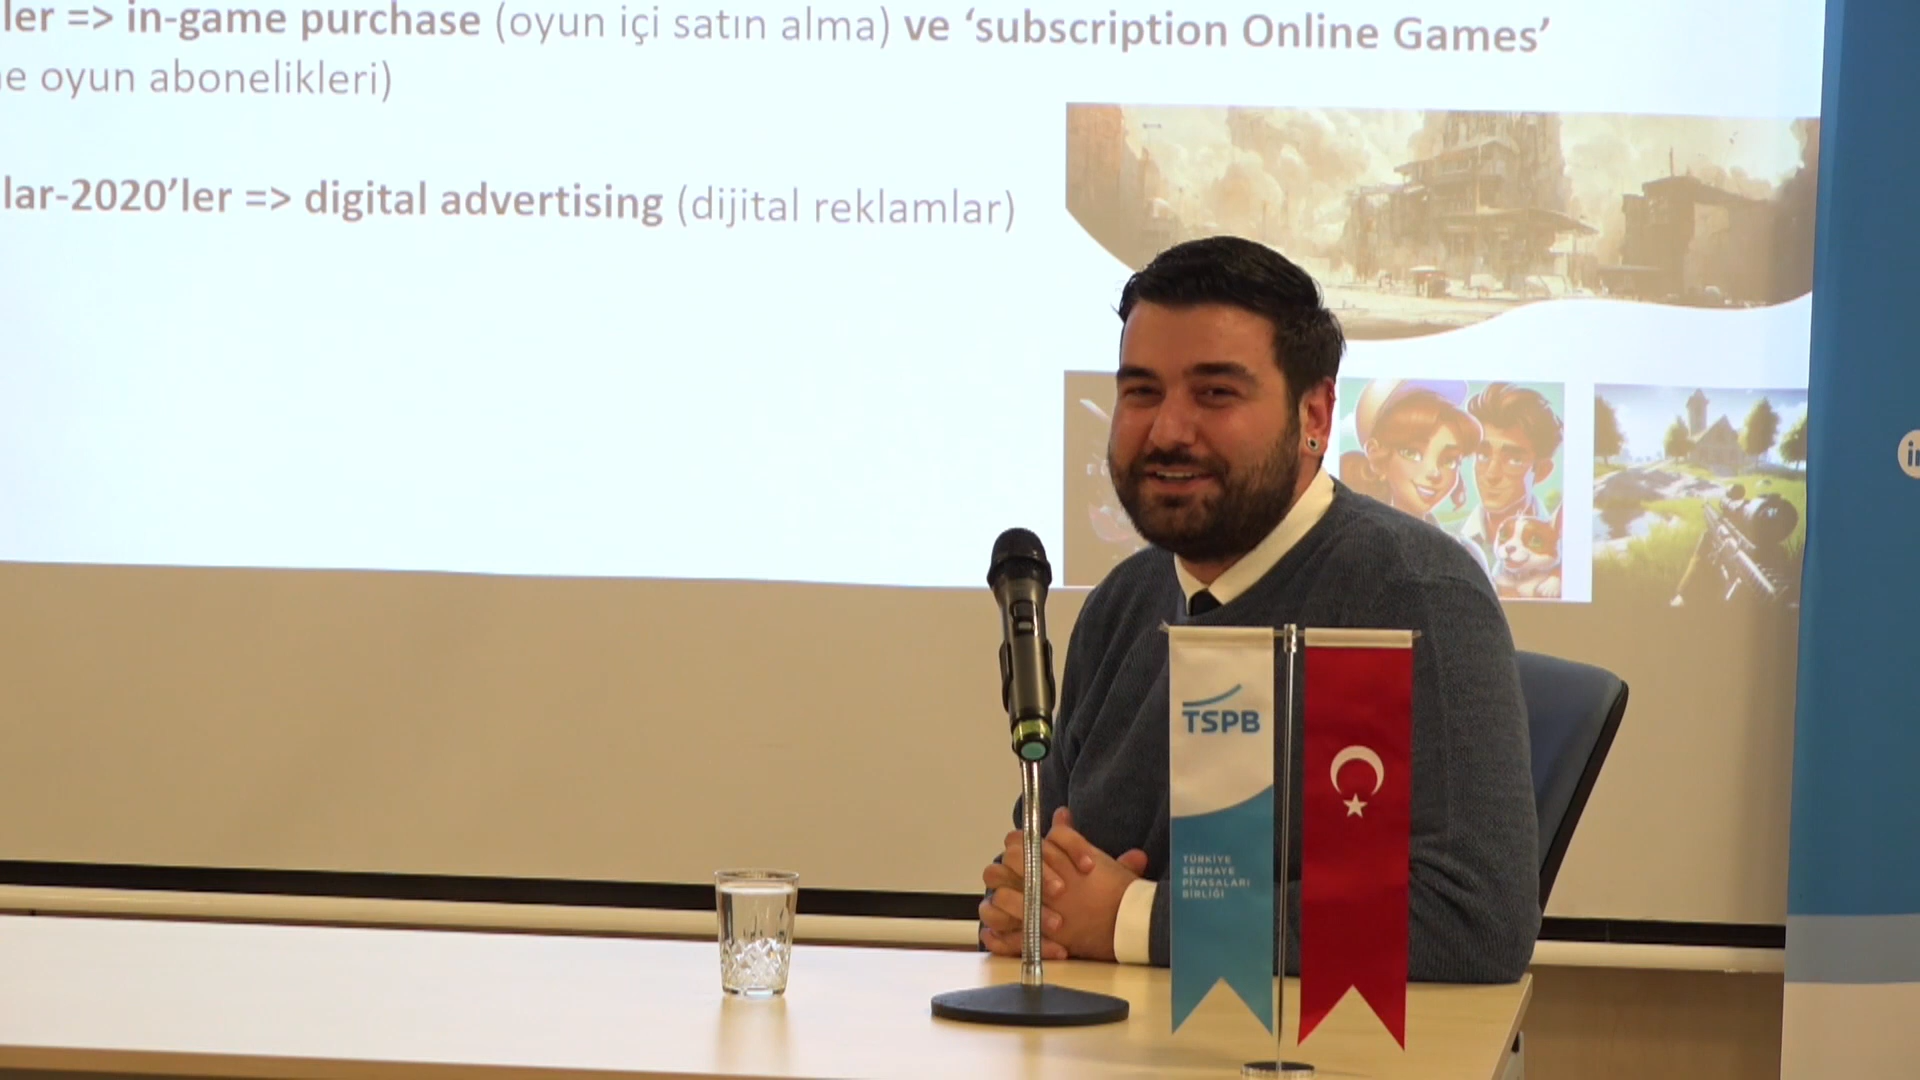 ler => in-game purchase (oyun içi satın alma) ve ‘subscription Online Games’
e oyun abonelikleri)
lar-2020’ler => digital advertising (dijital reklamlar)
in
TSPB
TÜRKİYE
SERMAYE
PİYASALARI
BİRLİĞİ